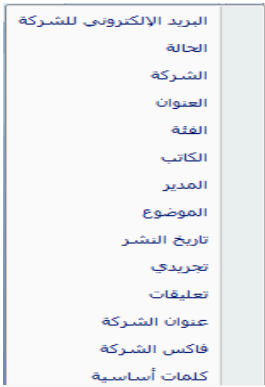 البريد الإلكتروني للشركة
الحالة
الشركة
العنوان
الفئة
الكاتب
المدير
الموضوع
تاريخ النشر
تجريدي
تعليقات
عنوان الشركة
فاكس الشركة
كلمات أساسية